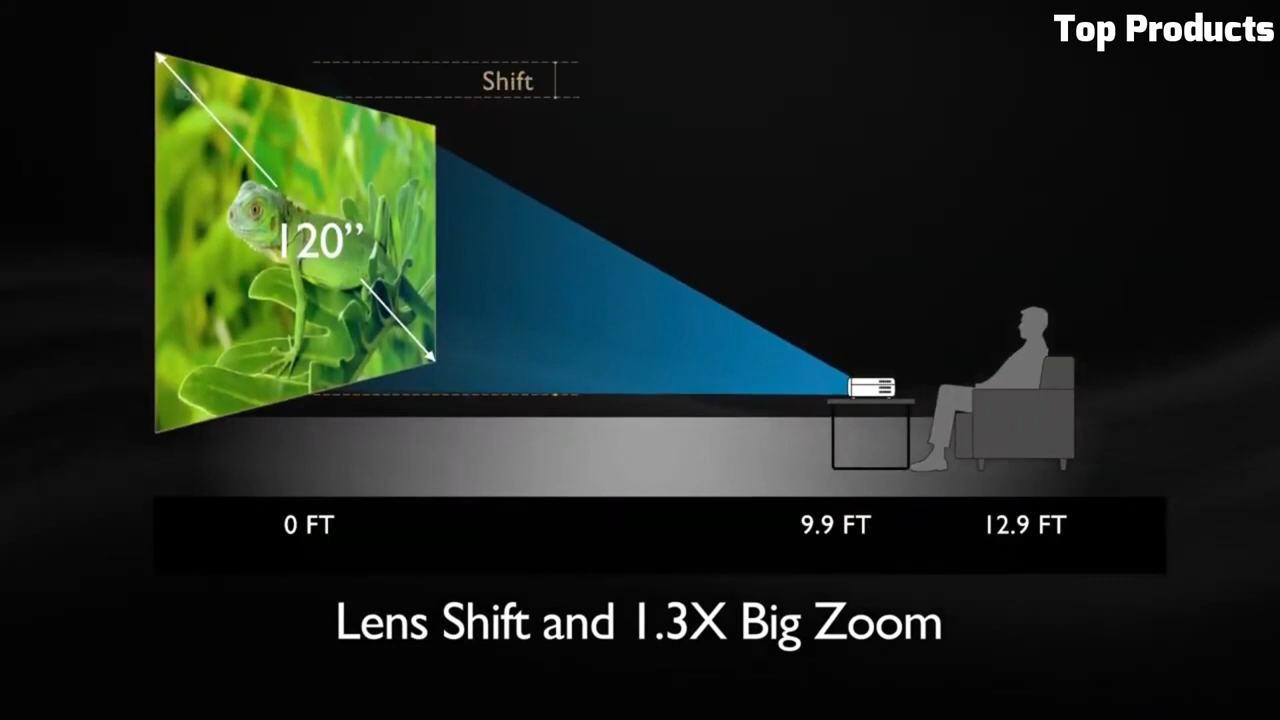 Top Products
Shift
120”
0 FT
9.9 FT
12.9 FT
Lens Shift and 1.3X Big Zoom